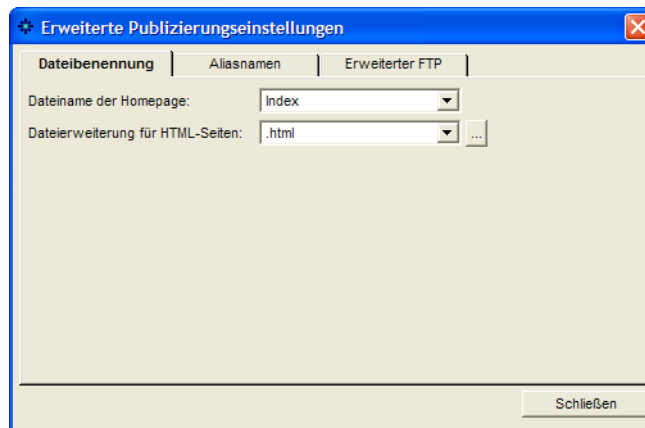 Erweiterte Publizierungseinstellungen
Dateibenennung Aliasnamen Erweiterter FTP
Dateiname der Homepage: Index
Dateierweiterung für HTML-Seiten: .html ...
Schließen